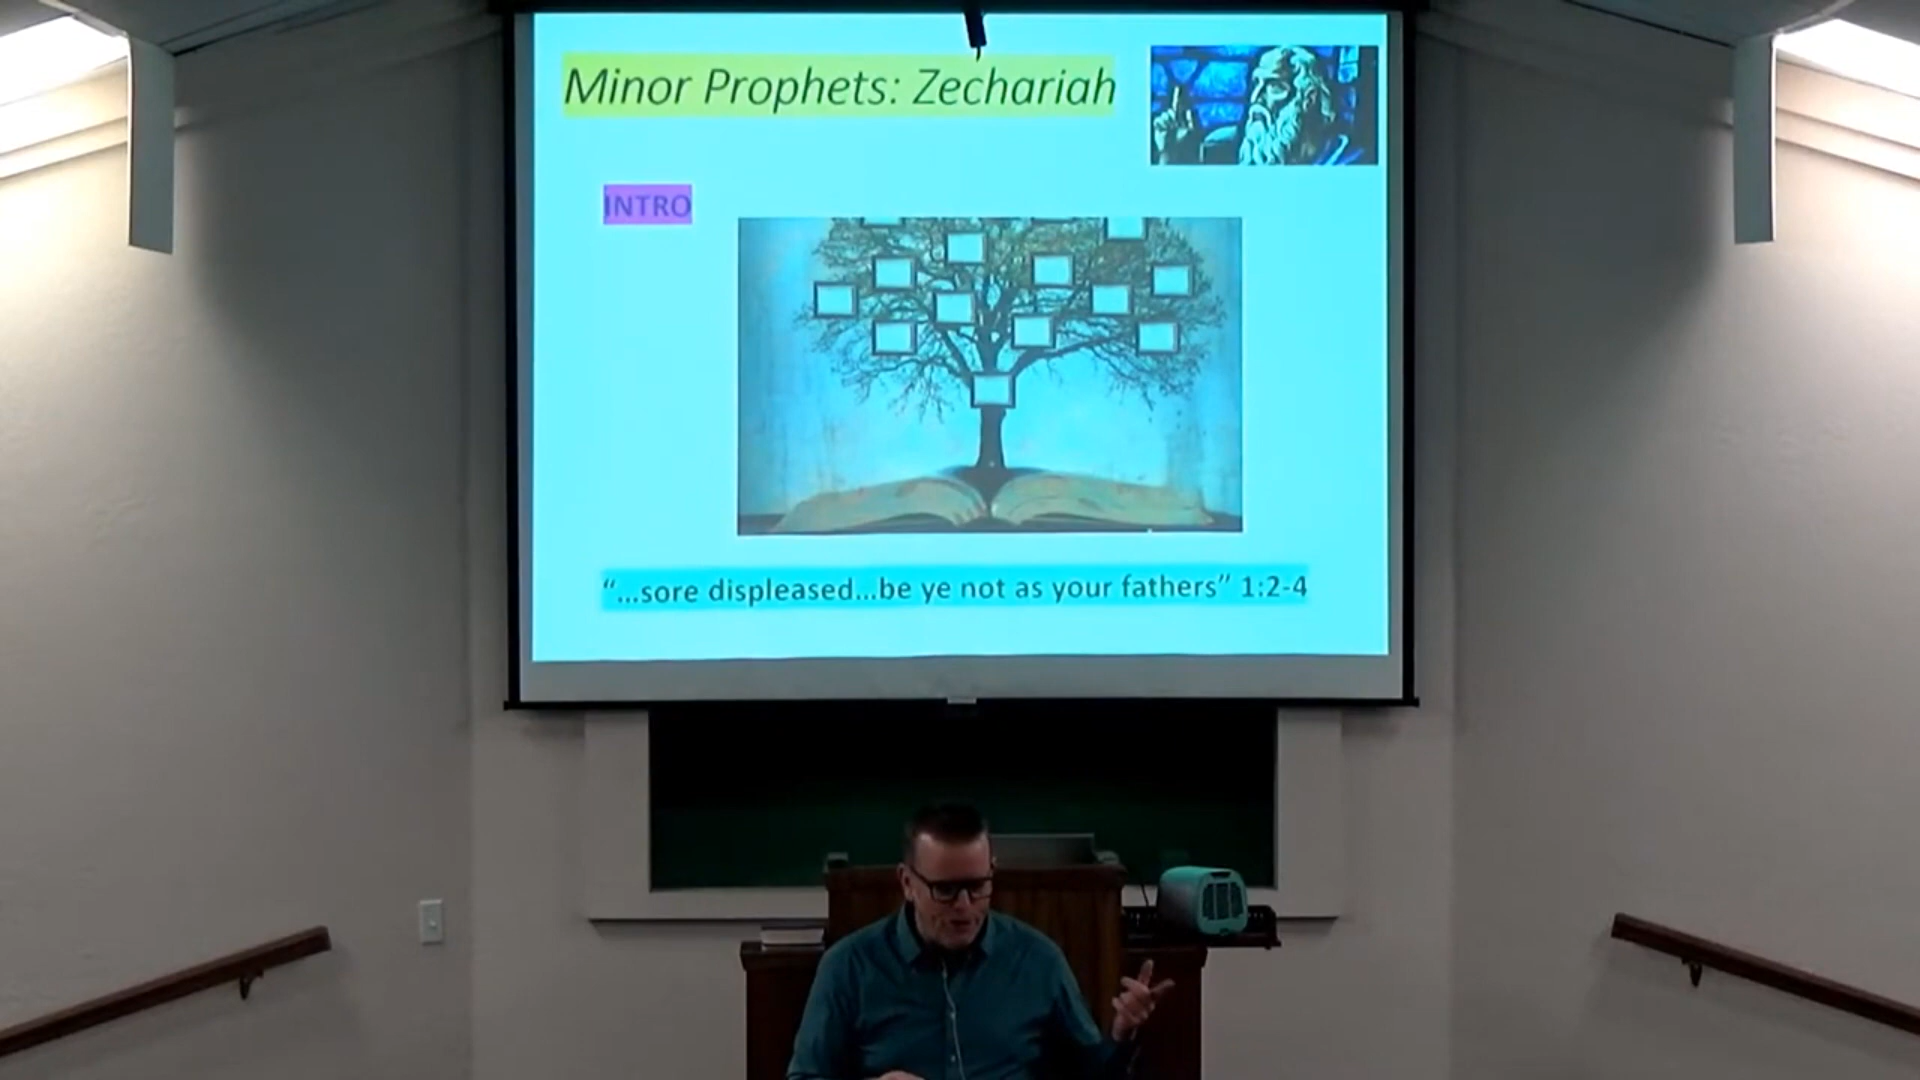 Minor Prophets: Zechariah
INTRO
“...sore displeased...be ye not as your fathers” 1:2-4